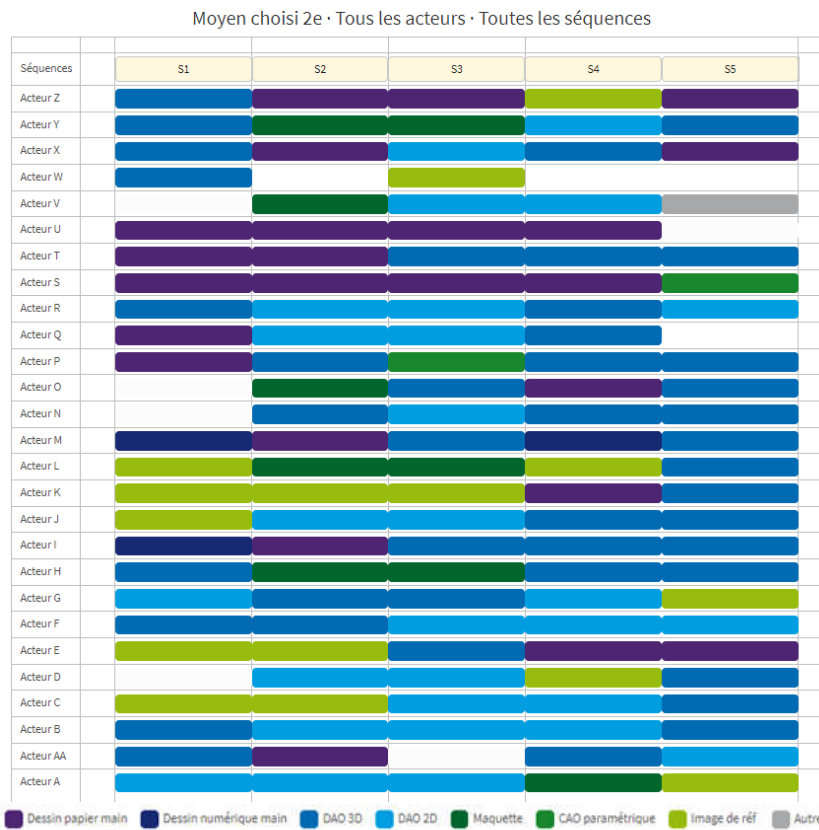 Moyen choisi 2e · Tous les acteurs · Toutes les séquences
Séquences S1 S2 S3 S4 S5
Acteur Z
Acteur Y
Acteur X
Acteur W
Acteur V
Acteur U
Acteur T
Acteur S
Acteur R
Acteur Q
Acteur P
Acteur O
Acteur N
Acteur M
Acteur L
Acteur K
Acteur J
Acteur I
Acteur H
Acteur G
Acteur F
Acteur E
Acteur D
Acteur C
Acteur B
Acteur AA
Acteur A
Dessin papier main Dessin numérique main DAO 3D DAO 2D Maquette CAO paramétrique Image de réf Autre